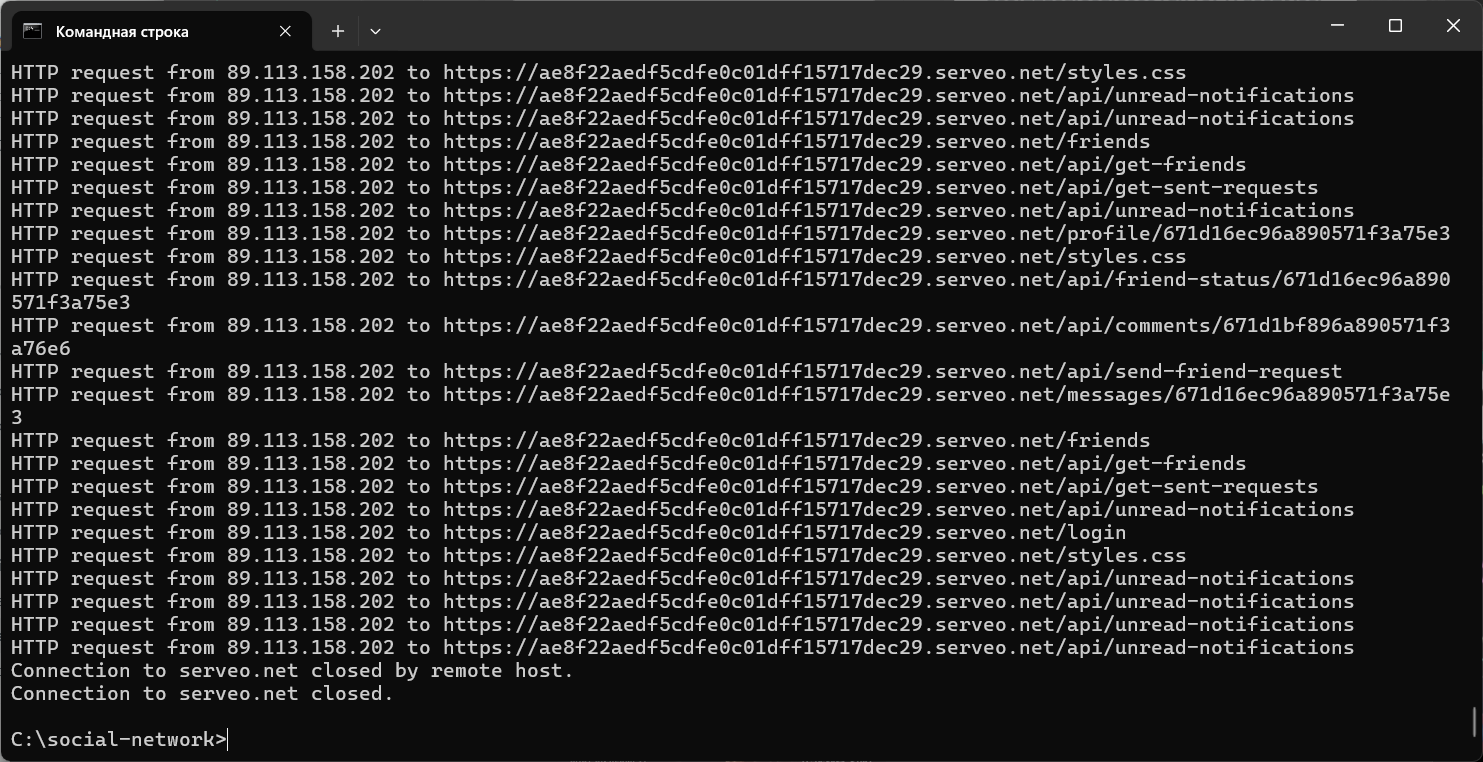 Командная строка
HTTP request from 89.113.158.202 to https://ae8f22aedf5cdfe0c01dff15717dec29.serveo.net/styles.css
HTTP request from 89.113.158.202 to https://ae8f22aedf5cdfe0c01dff15717dec29.serveo.net/api/unread-notifications
HTTP request from 89.113.158.202 to https://ae8f22aedf5cdfe0c01dff15717dec29.serveo.net/api/unread-notifications
HTTP request from 89.113.158.202 to https://ae8f22aedf5cdfe0c01dff15717dec29.serveo.net/friends
HTTP request from 89.113.158.202 to https://ae8f22aedf5cdfe0c01dff15717dec29.serveo.net/api/get-friends
HTTP request from 89.113.158.202 to https://ae8f22aedf5cdfe0c01dff15717dec29.serveo.net/api/get-sent-requests
HTTP request from 89.113.158.202 to https://ae8f22aedf5cdfe0c01dff15717dec29.serveo.net/api/unread-notifications
HTTP request from 89.113.158.202 to https://ae8f22aedf5cdfe0c01dff15717dec29.serveo.net/profile/671d16ec96a890571f3a75e3
HTTP request from 89.113.158.202 to https://ae8f22aedf5cdfe0c01dff15717dec29.serveo.net/styles.css
HTTP request from 89.113.158.202 to https://ae8f22aedf5cdfe0c01dff15717dec29.serveo.net/api/friend-status/671d16ec96a890
571f3a75e3
HTTP request from 89.113.158.202 to https://ae8f22aedf5cdfe0c01dff15717dec29.serveo.net/api/comments/671d1bf896a890571f3
a76e6
HTTP request from 89.113.158.202 to https://ae8f22aedf5cdfe0c01dff15717dec29.serveo.net/api/send-friend-request
HTTP request from 89.113.158.202 to https://ae8f22aedf5cdfe0c01dff15717dec29.serveo.net/messages/671d16ec96a890571f3a75e
3
HTTP request from 89.113.158.202 to https://ae8f22aedf5cdfe0c01dff15717dec29.serveo.net/friends
HTTP request from 89.113.158.202 to https://ae8f22aedf5cdfe0c01dff15717dec29.serveo.net/api/get-friends
HTTP request from 89.113.158.202 to https://ae8f22aedf5cdfe0c01dff15717dec29.serveo.net/api/get-sent-requests
HTTP request from 89.113.158.202 to https://ae8f22aedf5cdfe0c01dff15717dec29.serveo.net/api/unread-notifications
HTTP request from 89.113.158.202 to https://ae8f22aedf5cdfe0c01dff15717dec29.serveo.net/login
HTTP request from 89.113.158.202 to https://ae8f22aedf5cdfe0c01dff15717dec29.serveo.net/styles.css
HTTP request from 89.113.158.202 to https://ae8f22aedf5cdfe0c01dff15717dec29.serveo.net/api/unread-notifications
HTTP request from 89.113.158.202 to https://ae8f22aedf5cdfe0c01dff15717dec29.serveo.net/api/unread-notifications
HTTP request from 89.113.158.202 to https://ae8f22aedf5cdfe0c01dff15717dec29.serveo.net/api/unread-notifications
HTTP request from 89.113.158.202 to https://ae8f22aedf5cdfe0c01dff15717dec29.serveo.net/api/unread-notifications
Connection to serveo.net closed by remote host.
Connection to serveo.net closed.
C:\social-network>